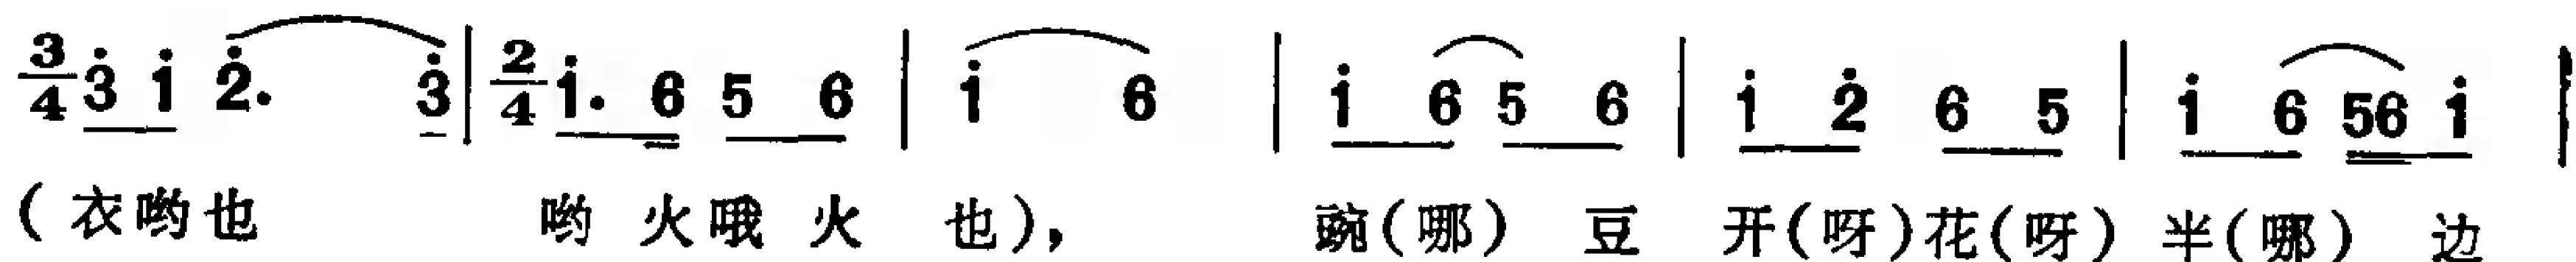 3/4 3̇ 1̇ 2̇. 3̇ | 2/4 1̇. 6 5 6 | 1̇ 6 | 1̇ 6 5 6 | 1̇ 2̇ 6 5 | 1̇ 6 56 1̇ |
(衣哟也 哟 火哦 火 也), 豌(哪) 豆 开(呀)花(呀) 半(哪) 边